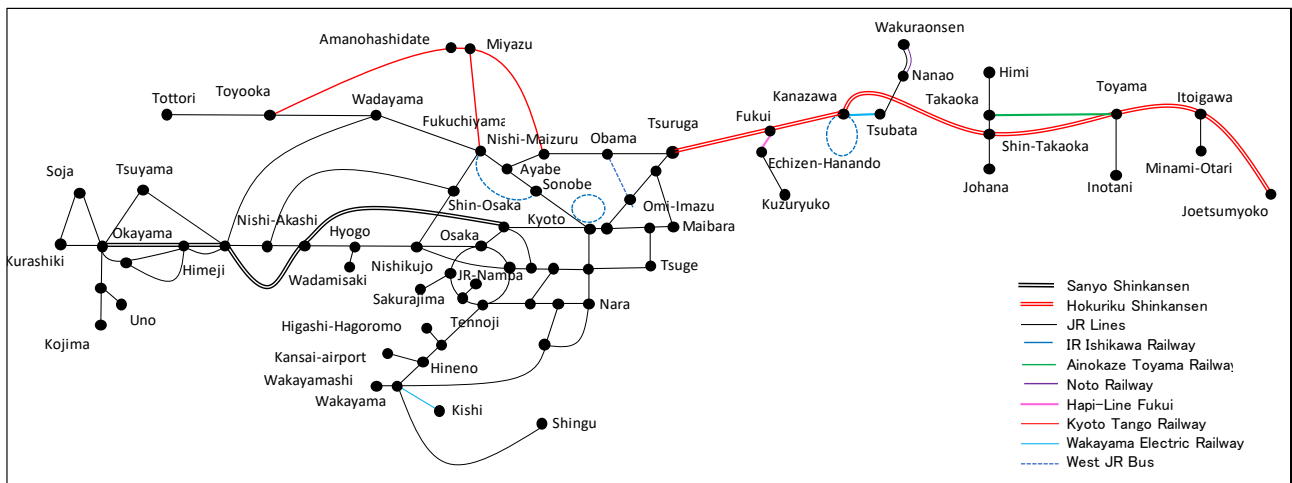 Wakuraonsen
Amanohashidate
Miyazu
Nanao
Himi
Toyooka
Kanazawa
Takaoka
Toyama
Itoigawa
Tottori
Wadayama
Fukui
Tsubata
Fukuchiyama
Nishi-Maizuru
Obama
Tsuruga
Shin-Takaoka
Echizen-Hanando
Minami-Otari
Ayabe
Johana
Inotani
Soja
Tsuyama
Sonobe
Kuzuryuko
Joetsumyoko
Shin-Osaka
Omi-Imazu
Nishi-Akashi
Kyoto
Okayama
Hyogo
Osaka
Maibara
Kurashiki
Himeji
Wadamisaki
Nishikujo
Tsuge
JR-Namba
Sakurajima
Uno
Nara
Kojima
Higashi-Hagoromo
Tennoji
Kansai-airport
Hineno
Wakayamashi
Wakayama
Kishi
Shingu
Sanyo Shinkansen
Hokuriku Shinkansen
JR Lines
IR Ishikawa Railway
Ainokaze Toyama Railway
Noto Railway
Hapi-Line Fukui
Kyoto Tango Railway
Wakayama Electric Railway
West JR Bus